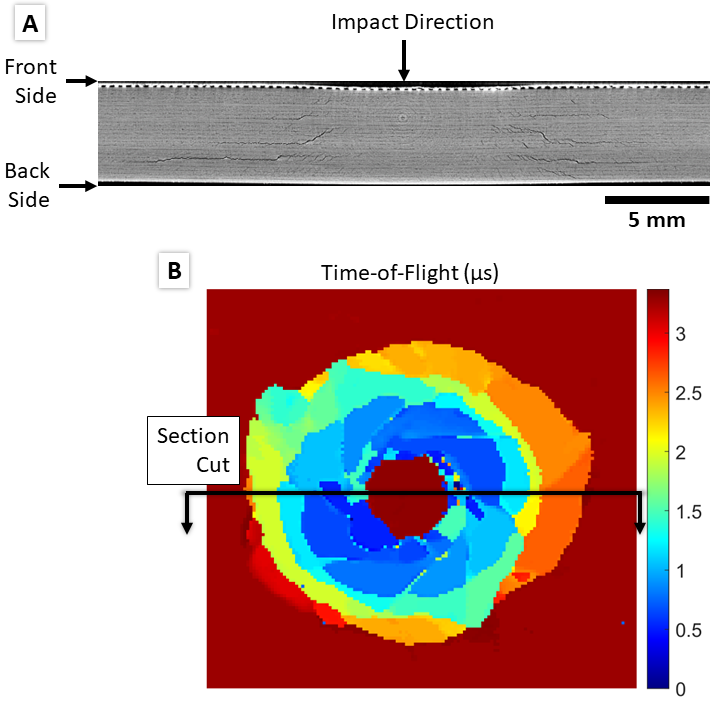 A
Impact Direction
Front
Side
Back
Side
5 mm
B
Time-of-Flight (µs)
Section
Cut
3
2.5
2
1.5
1
0.5
0